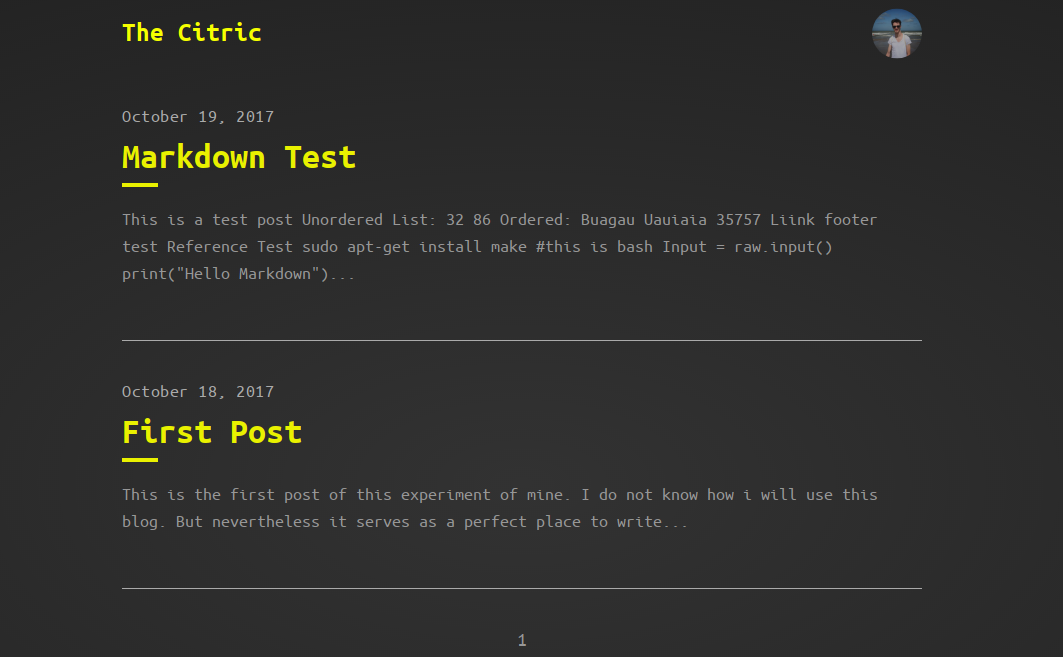 The Citric
October 19, 2017
Markdown Test
This is a test post Unordered List: 32 86 Ordered: Buagau Uauiaia 35757 Liink footer
test Reference Test sudo apt-get install make #this is bash Input = raw.input()
print("Hello Markdown")...
October 18, 2017
First Post
This is the first post of this experiment of mine. I do not know how i will use this
blog. But nevertheless it serves as a perfect place to write...
1